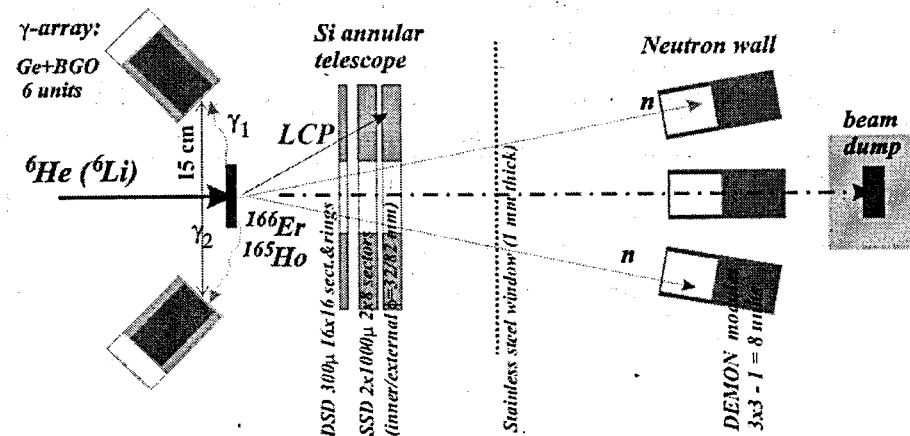 γ-array:
Ge+BGO
6 units
Si annular
telescope
Neutron wall
beam
dump
γ1
LCP
n
15 cm
⁶He (⁶Li)
γ2
¹⁶⁶Er
¹⁶⁵Ho
n
DSD 300μ 16x16 sect.&rings
SSD 2x1000μ 2x8 sectors
(inner/external ϕ=32/82 mm)
Stainless steel window (1 mm thick)
DEMON modules
3x3 - 1 = 8 units